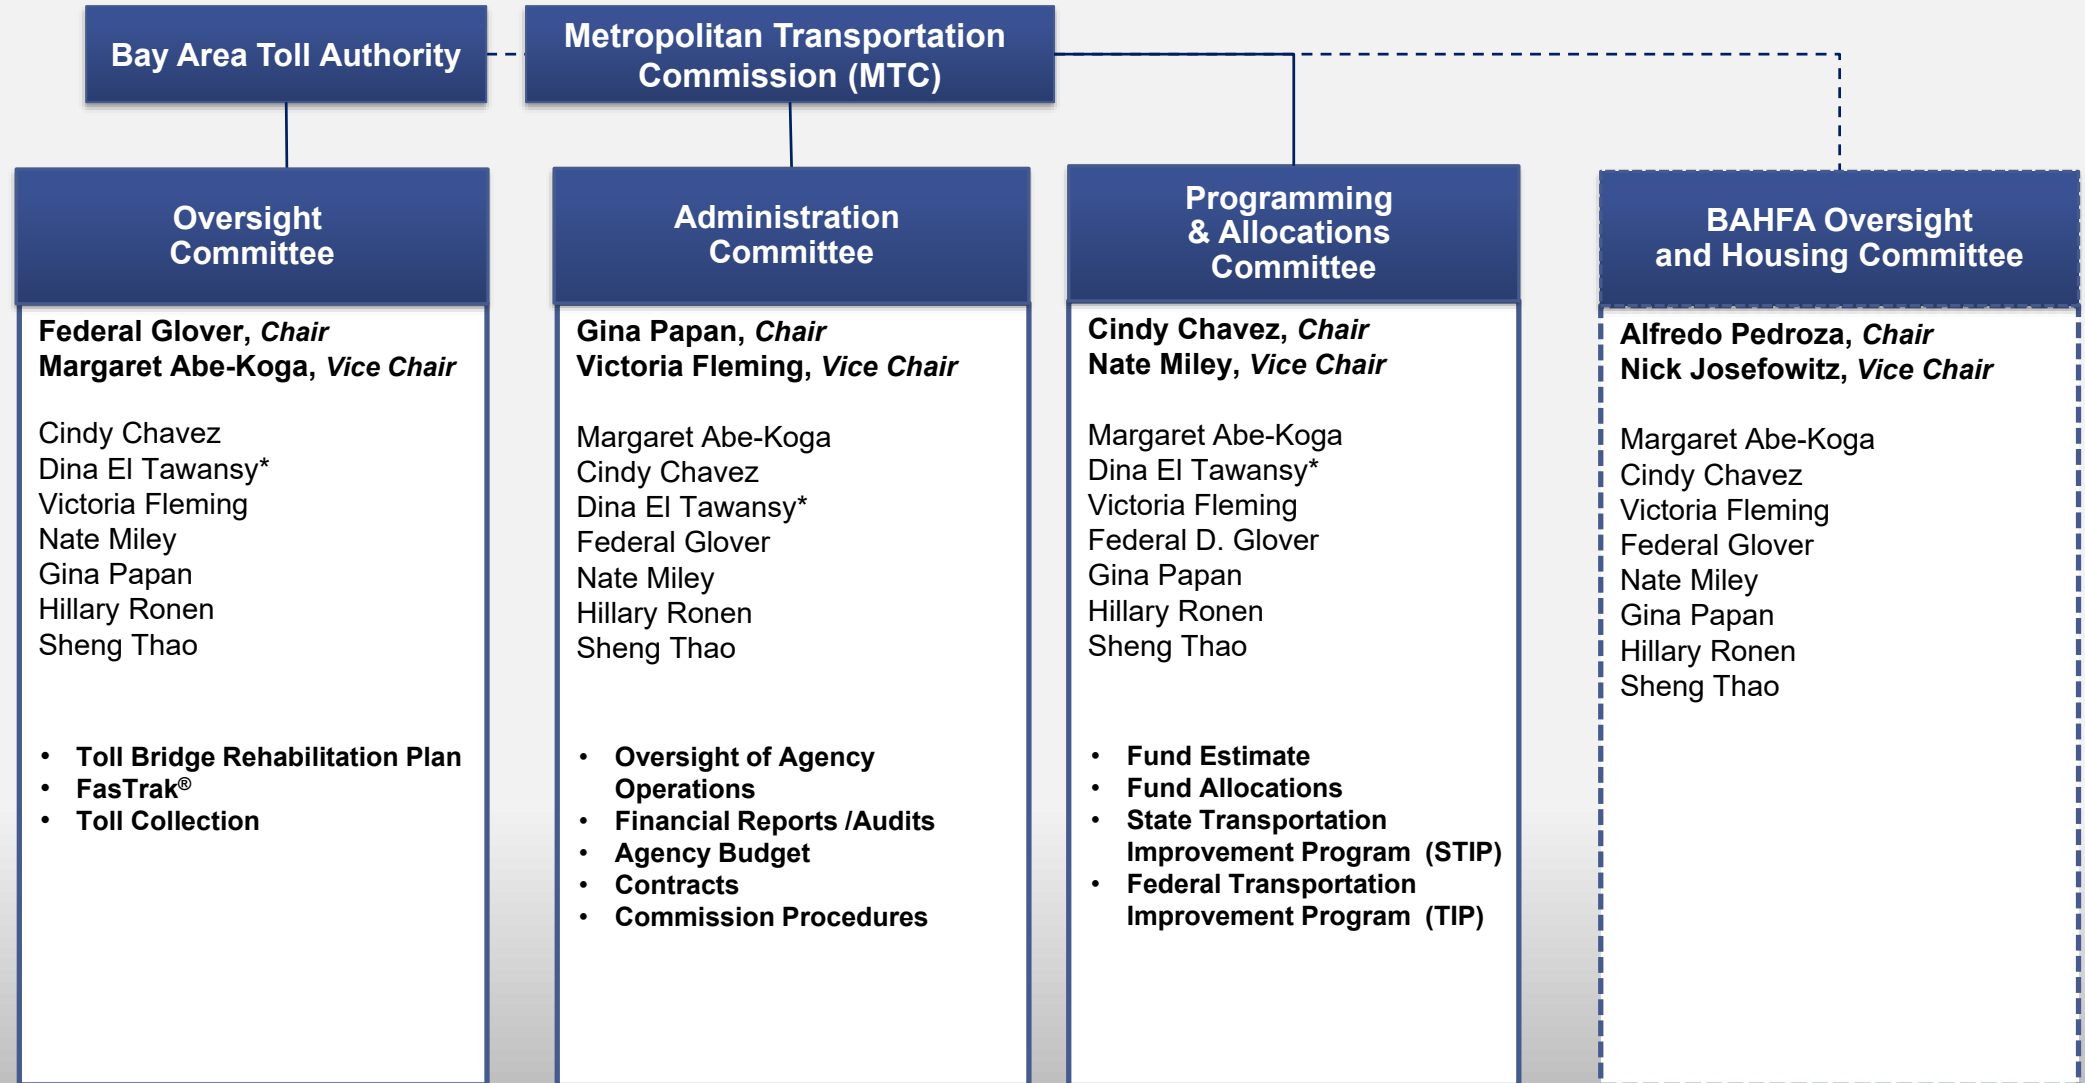 Bay Area Toll Authority
Metropolitan Transportation
Commission (MTC)
Oversight
Committee
Federal Glover, Chair
Margaret Abe-Koga, Vice Chair
Cindy Chavez
Dina El Tawansy*
Victoria Fleming
Nate Miley
Gina Papan
Hillary Ronen
Sheng Thao
• Toll Bridge Rehabilitation Plan
• FasTrak®
• Toll Collection
Administration
Committee
Gina Papan, Chair
Victoria Fleming, Vice Chair
Margaret Abe-Koga
Cindy Chavez
Dina El Tawansy*
Federal Glover
Nate Miley
Hillary Ronen
Sheng Thao
• Oversight of Agency
Operations
• Financial Reports /Audits
• Agency Budget
• Contracts
• Commission Procedures
Programming
& Allocations
Committee
Cindy Chavez, Chair
Nate Miley, Vice Chair
Margaret Abe-Koga
Dina El Tawansy*
Victoria Fleming
Federal D. Glover
Gina Papan
Hillary Ronen
Sheng Thao
• Fund Estimate
• Fund Allocations
• State Transportation
Improvement Program (STIP)
• Federal Transportation
Improvement Program (TIP)
BAHFA Oversight
and Housing Committee
Alfredo Pedroza, Chair
Nick Josefowitz, Vice Chair
Margaret Abe-Koga
Cindy Chavez
Victoria Fleming
Federal Glover
Nate Miley
Gina Papan
Hillary Ronen
Sheng Thao